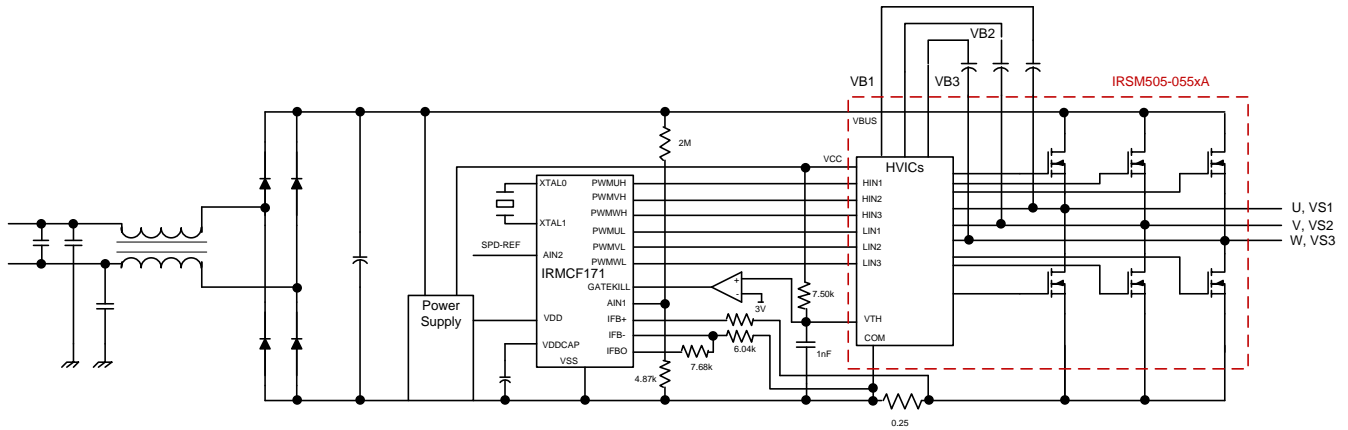 VB2
VB1
VB3
IRSM505-055xA
VBUS
2M
VCC
HVICs
XTAL0
XTAL1
SPD-REF
AIN2
IRMCF171
VDD
VDDCAP
VSS
PWMUH
PWMVH
PWMWH
PWMUL
PWMVL
PWMWL
GATEKILL
AIN1
IFB+
IFB-
IFBO
HIN1
HIN2
HIN3
LIN1
LIN2
LIN3
VTH
COM
U, VS1
V, VS2
W, VS3
Power
Supply
+
-
3V
7.50k
1nF
6.04k
7.68k
4.87k
0.25